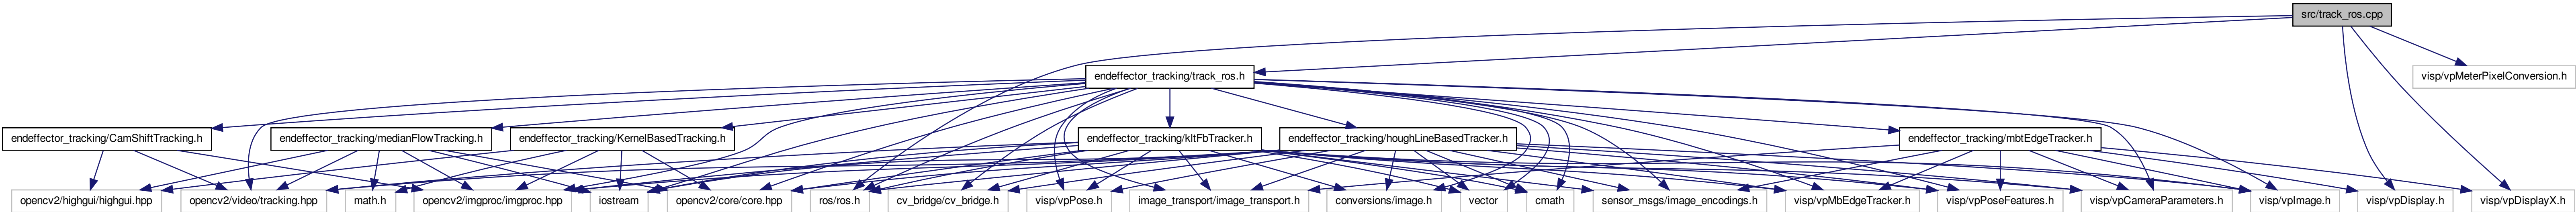 src/track_ros.cpp
endeffector_tracking/track_ros.h
visp/vpMeterPixelConversion.h
endeffector_tracking/CamShiftTracking.h
endeffector_tracking/medianFlowTracking.h
endeffector_tracking/KernelBasedTracking.h
endeffector_tracking/kltFbTracker.h
endeffector_tracking/houghLineBasedTracker.h
endeffector_tracking/mbtEdgeTracker.h
opencv2/highgui/highgui.hpp
opencv2/video/tracking.hpp
math.h
opencv2/imgproc/imgproc.hpp
iostream
opencv2/core/core.hpp
ros/ros.h
cv_bridge/cv_bridge.h
visp/vpPose.h
image_transport/image_transport.h
conversions/image.h
vector
cmath
sensor_msgs/image_encodings.h
visp/vpMbEdgeTracker.h
visp/vpPoseFeatures.h
visp/vpCameraParameters.h
visp/vpImage.h
visp/vpDisplay.h
visp/vpDisplayX.h